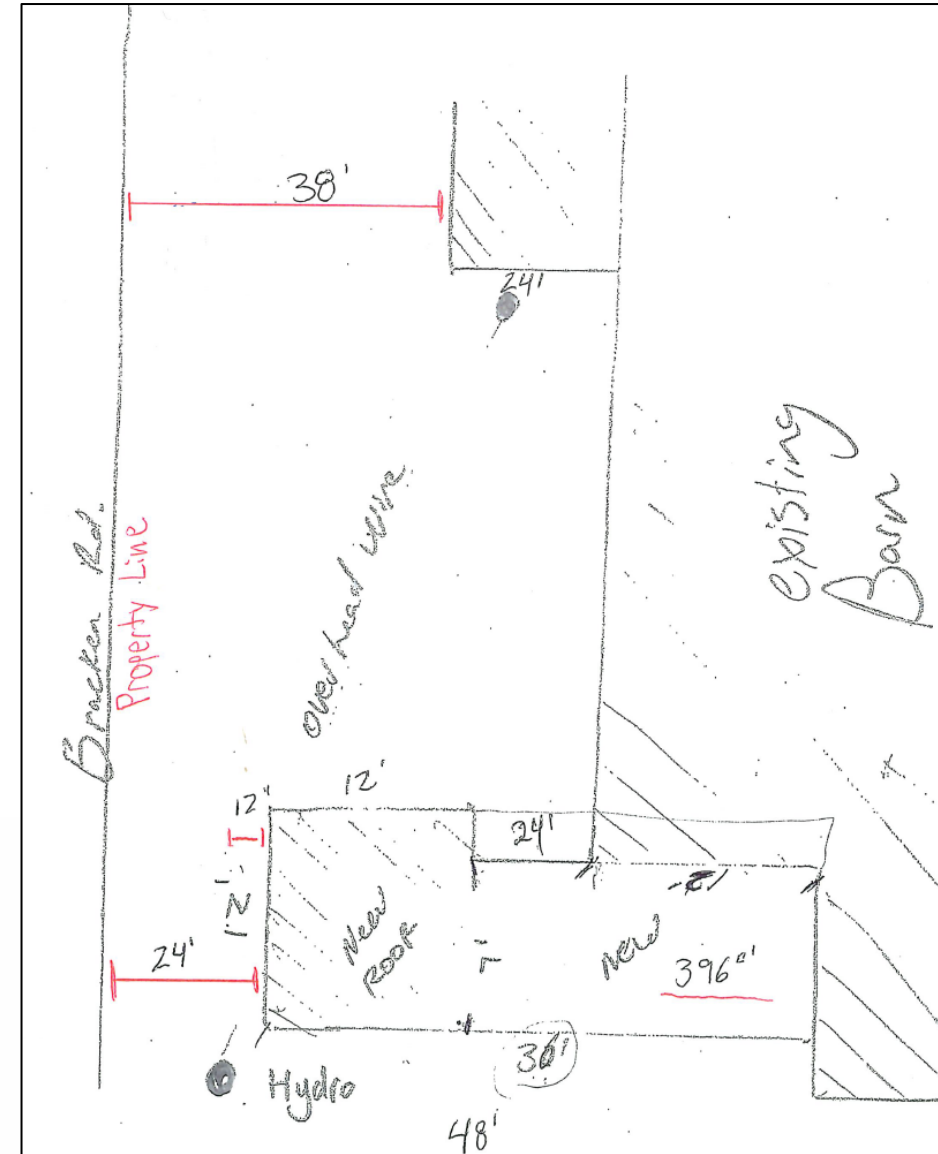 38'
24'
existing
Barn
overhead wire
Bracken Rd.
Property Line
12"
12'
24'
12'
24'
New
Roof
New
396▫'
30'
Hydro
48'